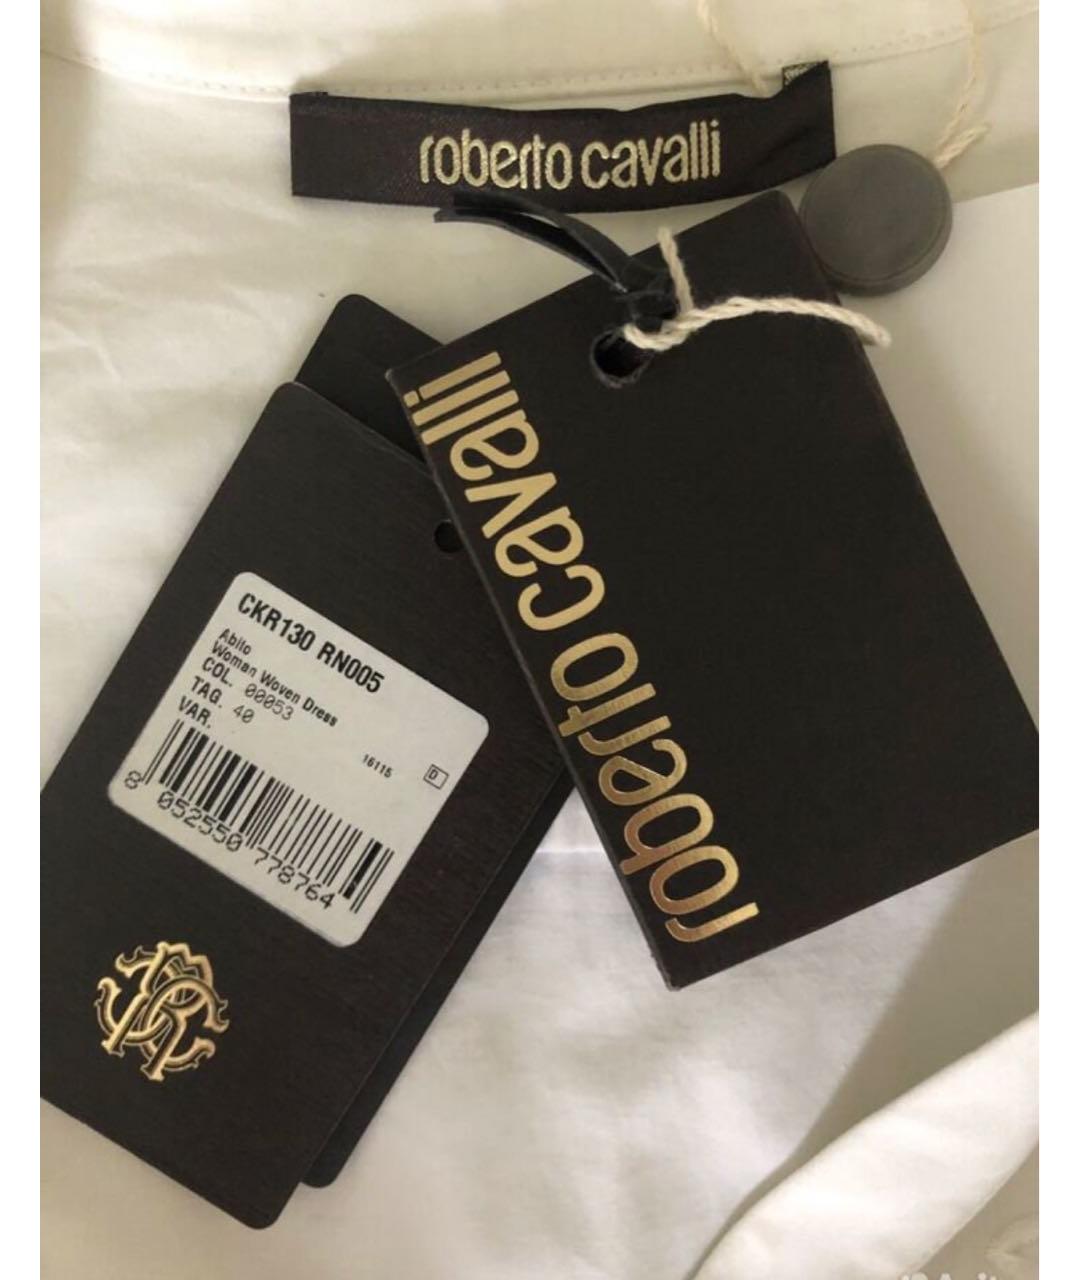 roberto cavalli
roberto cavalli
CKR130 RN005
Abito
Woman Woven Dress
COL. 00053
TAG. 40
VAR.
16115 D
8 052550 778764